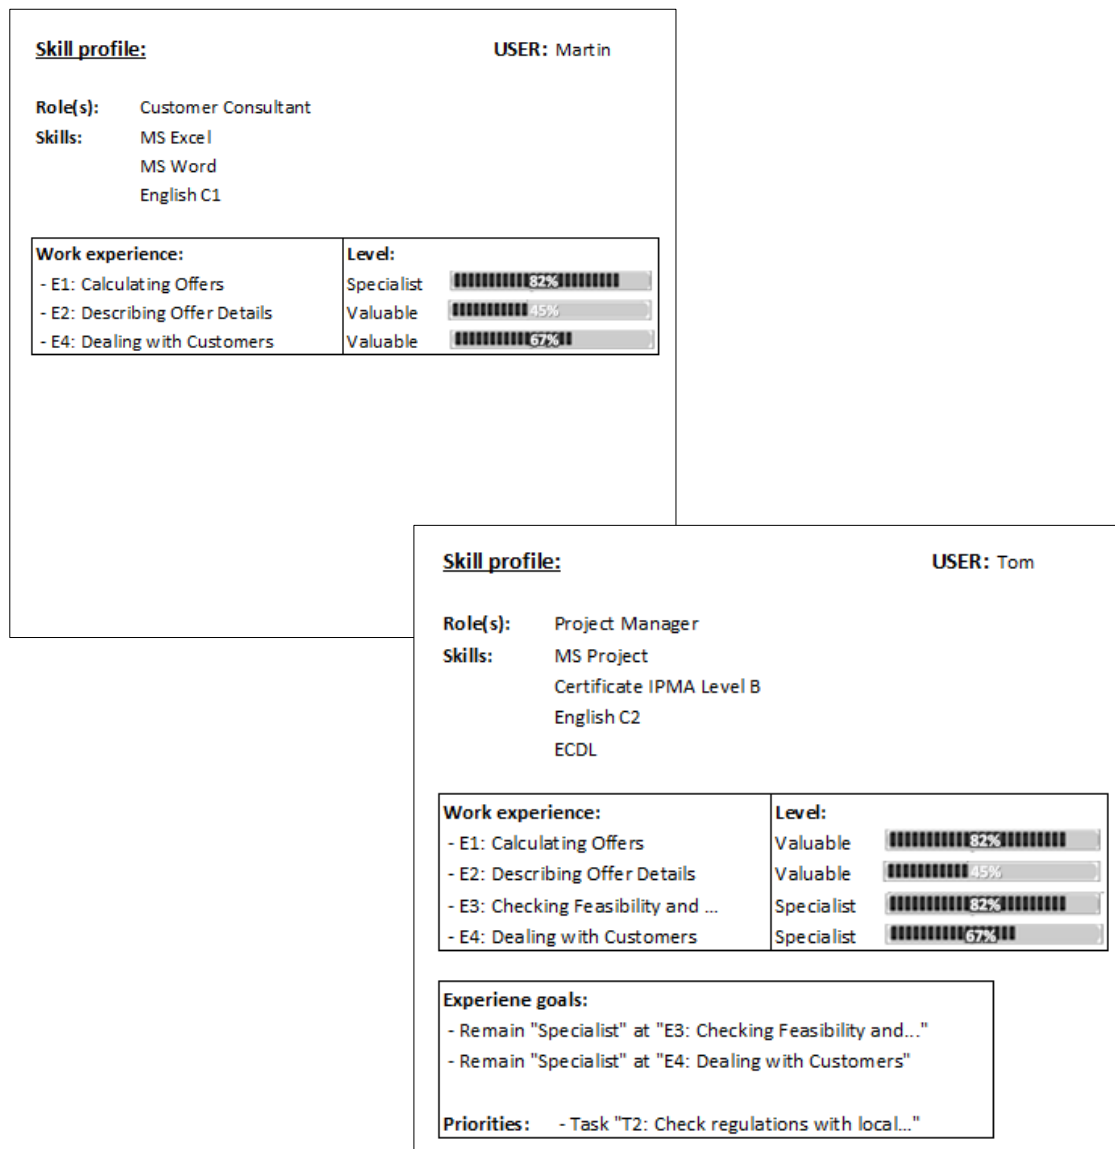 Skill profile: USER: Martin
Role(s): Customer Consultant
Skills: MS Excel
MS Word
English C1
Work experience: Level:
- E1: Calculating Offers Specialist 82%
- E2: Describing Offer Details Valuable 45%
- E4: Dealing with Customers Valuable 67%
Skill profile: USER: Tom
Role(s): Project Manager
Skills: MS Project
Certificate IPMA Level B
English C2
ECDL
Work experience: Level:
- E1: Calculating Offers Valuable 82%
- E2: Describing Offer Details Valuable 45%
- E3: Checking Feasibility and ... Specialist 82%
- E4: Dealing with Customers Specialist 67%
Experiene goals:
- Remain "Specialist" at "E3: Checking Feasibility and..."
- Remain "Specialist" at "E4: Dealing with Customers"
Priorities: - Task "T2: Check regulations with local..."